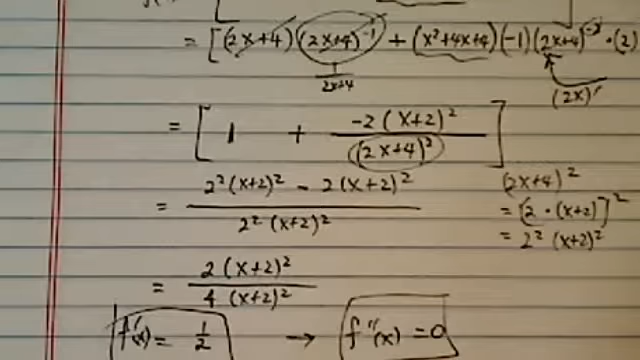 = [(2x+4)(2x+4)⁻¹ + (x²+4x+4)(-1)(2x+4)⁻²·(2)
1/(2x+4)
(2x)'
= [ 1 + -2(x+2)²/(2x+4)² ]
= (2²(x+2)² - 2(x+2)²)/(2²(x+2)²)
(2x+4)²
= [2·(x+2)]²
= 2²(x+2)²
= 2(x+2)²/4(x+2)²
f'(x) = 1/2 → f''(x) = 0